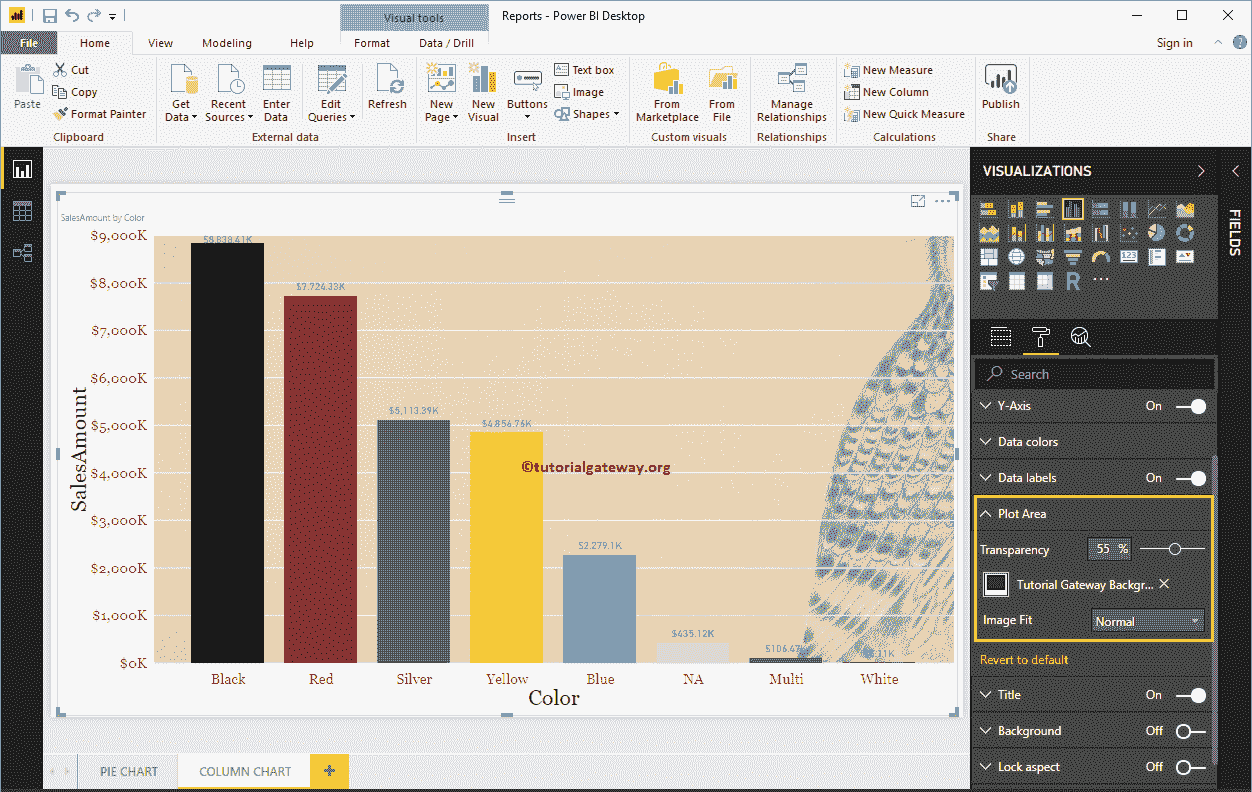 Visual tools
Reports - Power BI Desktop
File
Home
View
Modeling
Help
Format
Data / Drill
Sign in
Paste
Cut
Copy
Format Painter
Clipboard
Get Data
Recent Sources
Enter Data
Edit Queries
External data
Refresh
New Page
New Visual
Buttons
Text box
Image
Shapes
Insert
From Marketplace
From File
Custom visuals
Manage Relationships
Relationships
New Measure
New Column
New Quick Measure
Calculations
Publish
Share
SalesAmount by Color
SalesAmount
$9,000K
$8,000K
$7,000K
$6,000K
$5,000K
$4,000K
$3,000K
$2,000K
$1,000K
$0K
$8,838.41K
$7,724.33K
$5,113.39K
$4,856.76K
$2,279.1K
$435.12K
©tutorialgateway.org
Black
Red
Silver
Yellow
Blue
NA
Multi
White
Color
PIE CHART
COLUMN CHART
VISUALIZATIONS
FIELDS
123
R
Search
Y-Axis On
Data colors
Data labels On
Plot Area
Transparency 55 %
Tutorial Gateway Backgr...
Image Fit Normal
Revert to default
Title On
Background Off
Lock aspect Off